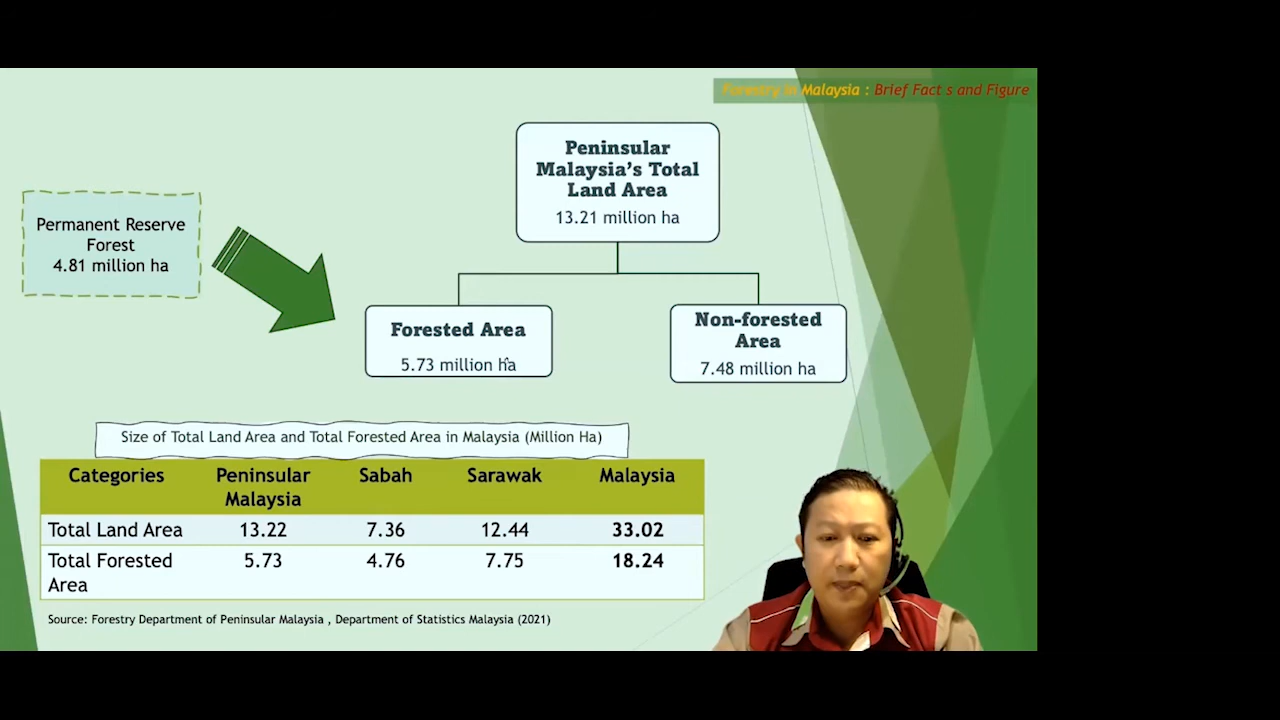 Forestry in Malaysia : Brief Fact s and Figure
Peninsular
Malaysia's Total
Land Area
13.21 million ha
Permanent Reserve
Forest
4.81 million ha
Forested Area
5.73 million ha
Non-forested
Area
7.48 million ha
Size of Total Land Area and Total Forested Area in Malaysia (Million Ha)
Categories Peninsular Malaysia Sabah Sarawak Malaysia
Total Land Area 13.22 7.36 12.44 33.02
Total Forested Area 5.73 4.76 7.75 18.24
Source: Forestry Department of Peninsular Malaysia , Department of Statistics Malaysia (2021)